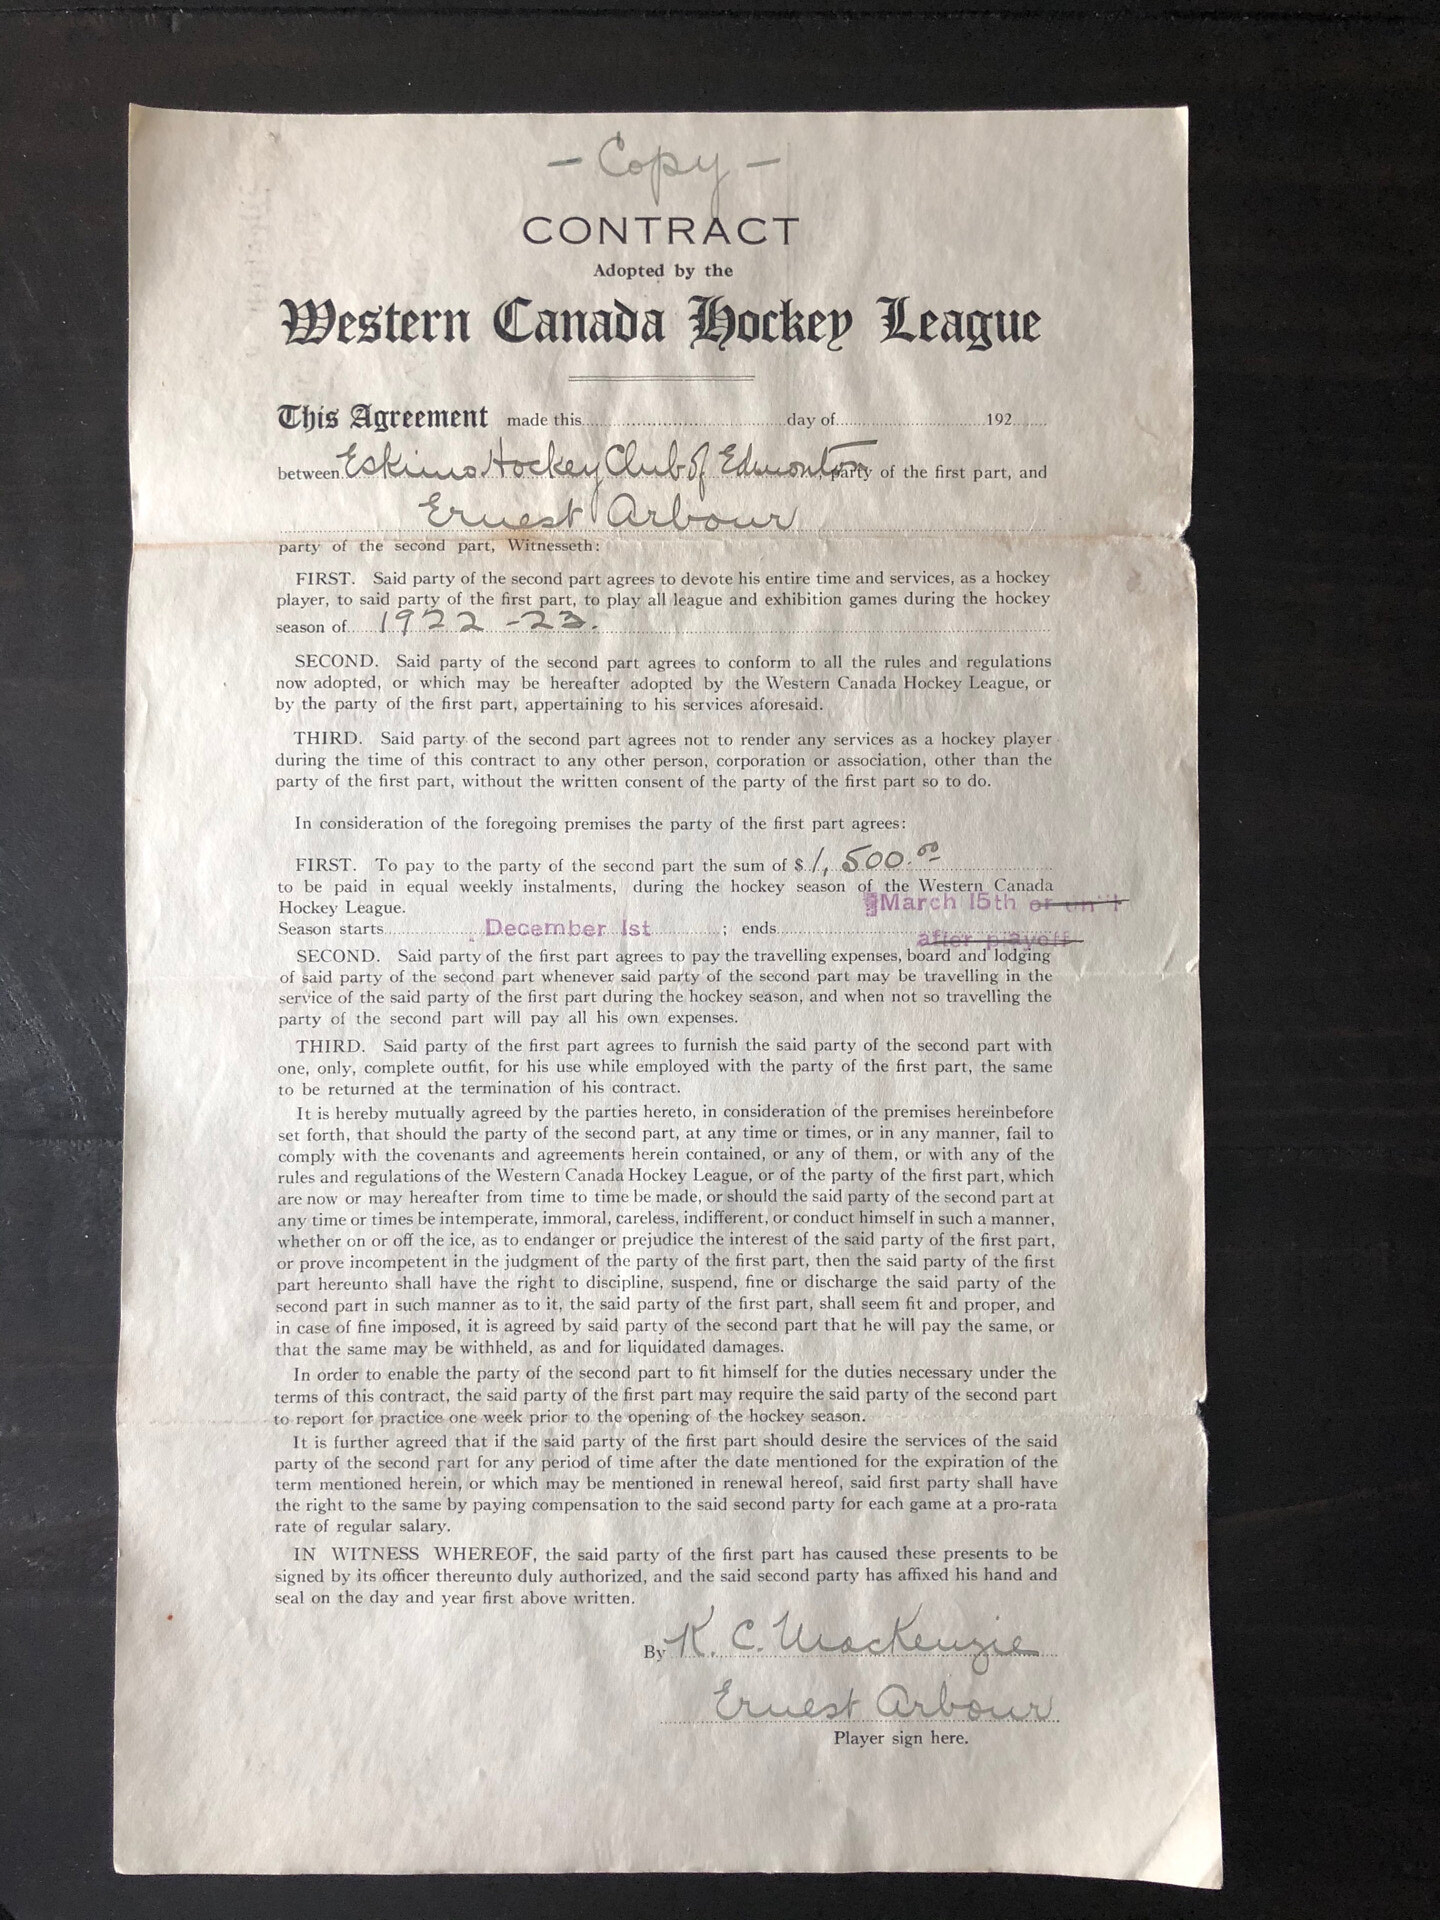 - Copy -
CONTRACT
Adopted by the
Western Canada Hockey League
This Agreement made this..............................day of..............................192.......
between Eskimo Hockey Club of Edmonton, party of the first part, and
Ernest Arbour
party of the second part, Witnesseth:
FIRST. Said party of the second part agrees to devote his entire time and services, as a hockey
player, to said party of the first part, to play all league and exhibition games during the hockey
season of 1922-23.
SECOND. Said party of the second part agrees to conform to all the rules and regulations
now adopted, or which may be hereafter adopted by the Western Canada Hockey League, or
by the party of the first part, appertaining to his services aforesaid.
THIRD. Said party of the second part agrees not to render any services as a hockey player
during the time of this contract to any other person, corporation or association, other than the
party of the first part, without the written consent of the party of the first part so to do.
In consideration of the foregoing premises the party of the first part agrees:
FIRST. To pay to the party of the second part the sum of $ 1,500.00
to be paid in equal weekly instalments, during the hockey season of the Western Canada
Hockey League.
March 15th or un
Season starts December 1st ; ends
after playoff
SECOND. Said party of the first part agrees to pay the travelling expenses, board and lodging
of said party of the second part whenever said party of the second part may be travelling in the
service of the said party of the first part during the hockey season, and when not so travelling the
party of the second part will pay all his own expenses.
THIRD. Said party of the first part agrees to furnish the said party of the second part with
one, only, complete outfit, for his use while employed with the party of the first part, the same
to be returned at the termination of his contract.
It is hereby mutually agreed by the parties hereto, in consideration of the premises hereinbefore
set forth, that should the party of the second part, at any time or times, or in any manner, fail to
comply with the covenants and agreements herein contained, or any of them, or with any of the
rules and regulations of the Western Canada Hockey League, or of the party of the first part, which
are now or may hereafter from time to time be made, or should the said party of the second part at
any time or times be intemperate, immoral, careless, indifferent, or conduct himself in such a manner,
whether on or off the ice, as to endanger or prejudice the interest of the said party of the first part,
or prove incompetent in the judgment of the party of the first part, then the said party of the first
part hereunto shall have the right to discipline, suspend, fine or discharge the said party of the
second part in such manner as to it, the said party of the first part, shall seem fit and proper, and
in case of fine imposed, it is agreed by said party of the second part that he will pay the same, or
that the same may be withheld, as and for liquidated damages.
In order to enable the party of the second part to fit himself for the duties necessary under the
terms of this contract, the said party of the first part may require the said party of the second part
to report for practice one week prior to the opening of the hockey season.
It is further agreed that if the said party of the first part should desire the services of the said
party of the second part for any period of time after the date mentioned for the expiration of the
term mentioned herein, or which may be mentioned in renewal hereof, said first party shall have
the right to the same by paying compensation to the said second party for each game at a pro-rata
rate of regular salary.
IN WITNESS WHEREOF, the said party of the first part has caused these presents to be
signed by its officer thereunto duly authorized, and the said second party has affixed his hand and
seal on the day and year first above written.
By K. C. MacKenzie
Ernest Arbour
Player sign here.